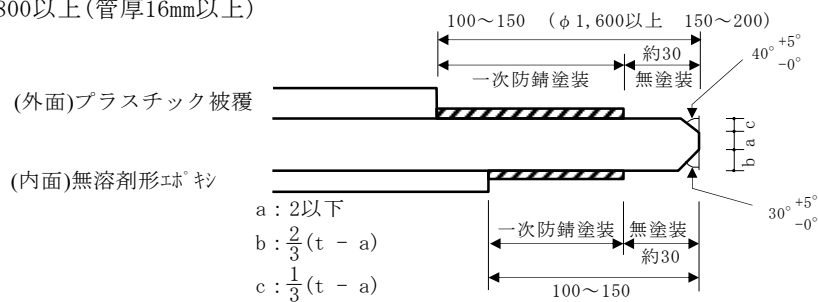 800以上(管厚16mm以上)
100～150 (φ1,600以上 150～200)
約30
40° +5° -0°
一次防錆塗装
無塗装
(外面)プラスチック被覆
c
a
b
(内面)無溶剤形エポキシ
30° +5° -0°
a：2以下
一次防錆塗装
無塗装
b：2/3(t - a)
約30
c：1/3(t - a)
100～150